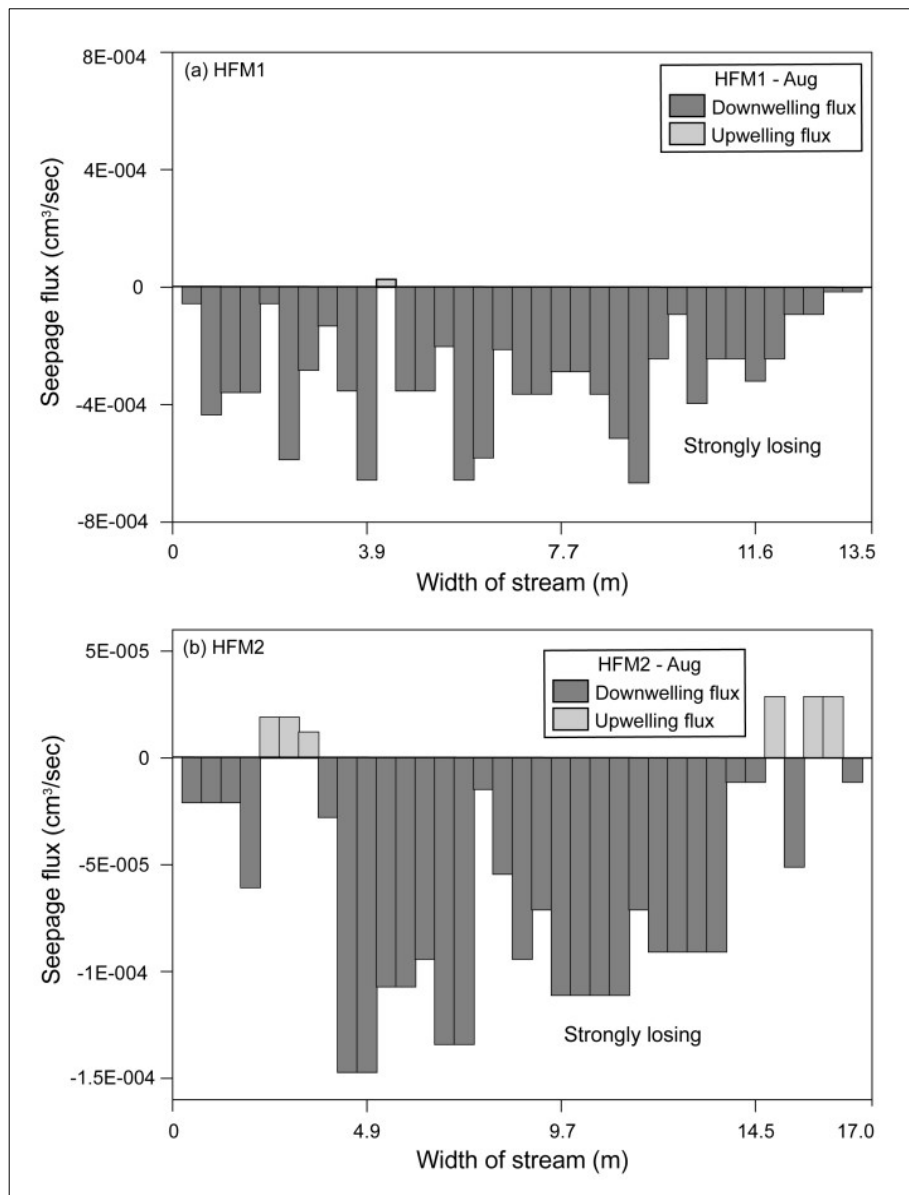 (a) HFM1
HFM1 - Aug
Downwelling flux
Upwelling flux
8E-004
4E-004
0
-4E-004
-8E-004
Seepage flux (cm³/sec)
Strongly losing
0 3.9 7.7 11.6 13.5
Width of stream (m)
(b) HFM2
HFM2 - Aug
Downwelling flux
Upwelling flux
5E-005
0
-5E-005
-1E-004
-1.5E-004
Seepage flux (cm³/sec)
Strongly losing
0 4.9 9.7 14.5 17.0
Width of stream (m)